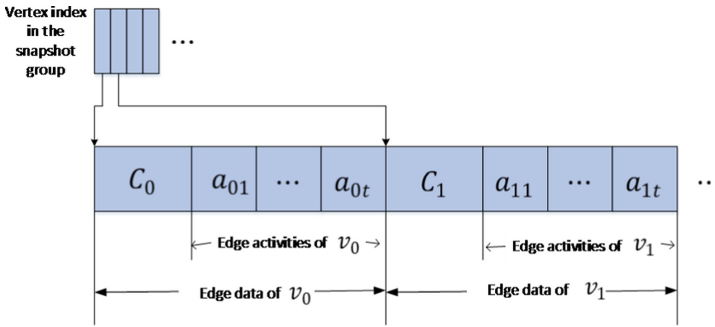 Vertex index
in the
snapshot
group
...
C₀ a₀₁ ... a₀ₜ C₁ a₁₁ ... a₁ₜ ..
Edge activities of v₀ Edge activities of v₁
Edge data of v₀ Edge data of v₁